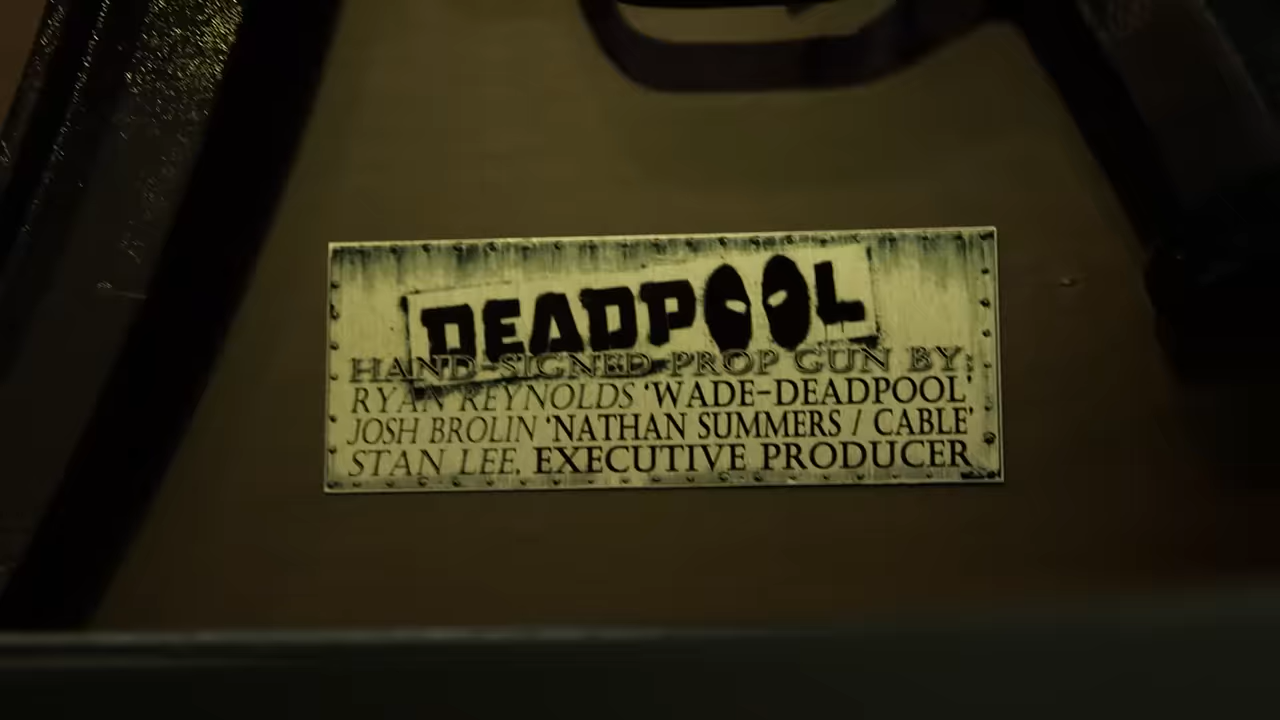 DEADPOOL
HAND-SIGNED PROP GUN BY:
RYAN REYNOLDS 'WADE-DEADPOOL'
JOSH BROLIN 'NATHAN SUMMERS / CABLE'
STAN LEE, EXECUTIVE PRODUCER